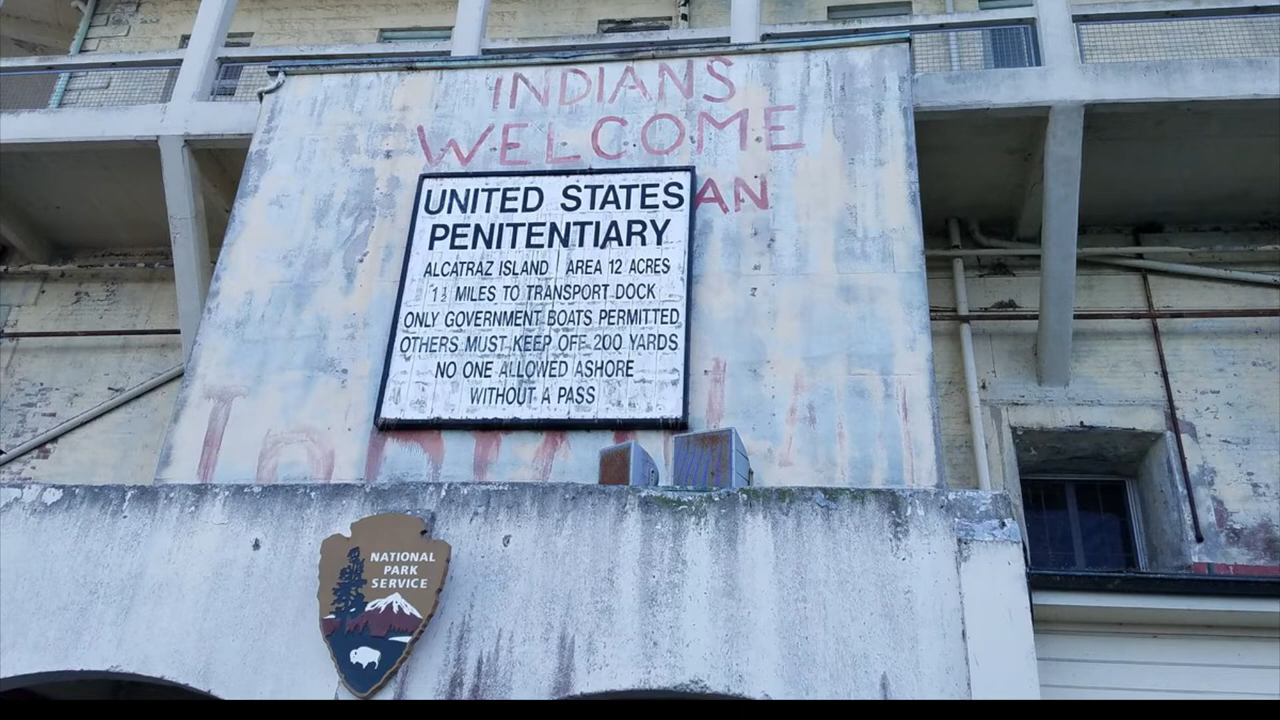 INDIANS
WELCOME
UNITED STATES
PENITENTIARY
ALCATRAZ ISLAND AREA 12 ACRES
1½ MILES TO TRANSPORT DOCK
ONLY GOVERNMENT BOATS PERMITTED
OTHERS MUST KEEP OFF 200 YARDS
NO ONE ALLOWED ASHORE
WITHOUT A PASS
NATIONAL
PARK
SERVICE